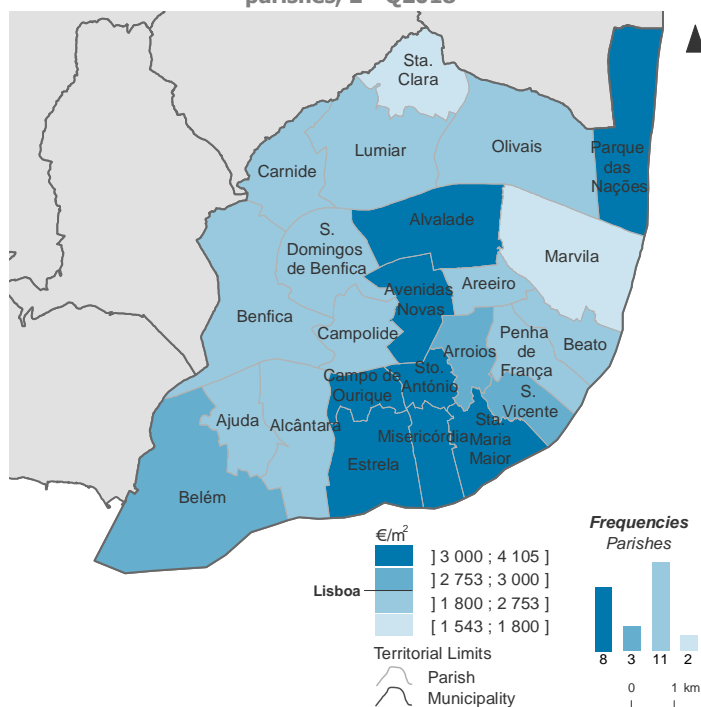 Sta.
Clara
Lumiar
Olivais
Parque
das
Nações
Carnide
Alvalade
S.
Domingos
de Benfica
Marvila
Avenidas
Novas
Areeiro
Benfica
Campolide
Penha
de
França
Beato
Arroios
Sto.
António
Campo de
Ourique
S.
Vicente
Ajuda
Alcântara
Misericórdia
Sta.
Maria
Maior
Estrela
Belém
€/m²
] 3 000 ; 4 105 ]
] 2 753 ; 3 000 ]
Lisboa
] 1 800 ; 2 753 ]
[ 1 543 ; 1 800 ]
Territorial Limits
Parish
Municipality
Frequencies
Parishes
8 3 11 2
0 1 km